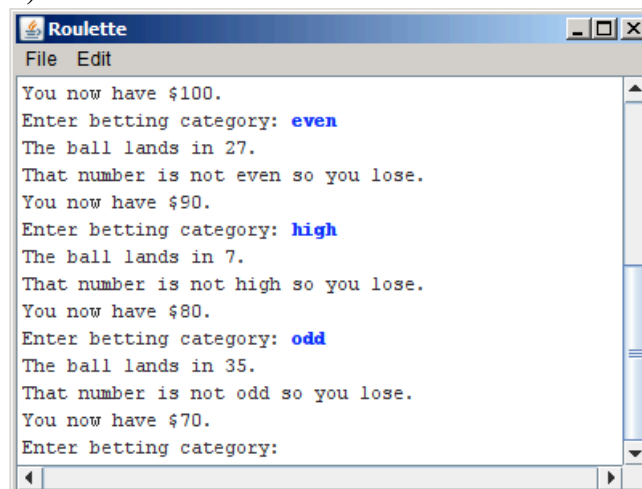 Roulette
File Edit
You now have $100.
Enter betting category: even
The ball lands in 27.
That number is not even so you lose.
You now have $90.
Enter betting category: high
The ball lands in 7.
That number is not high so you lose.
You now have $80.
Enter betting category: odd
The ball lands in 35.
That number is not odd so you lose.
You now have $70.
Enter betting category: